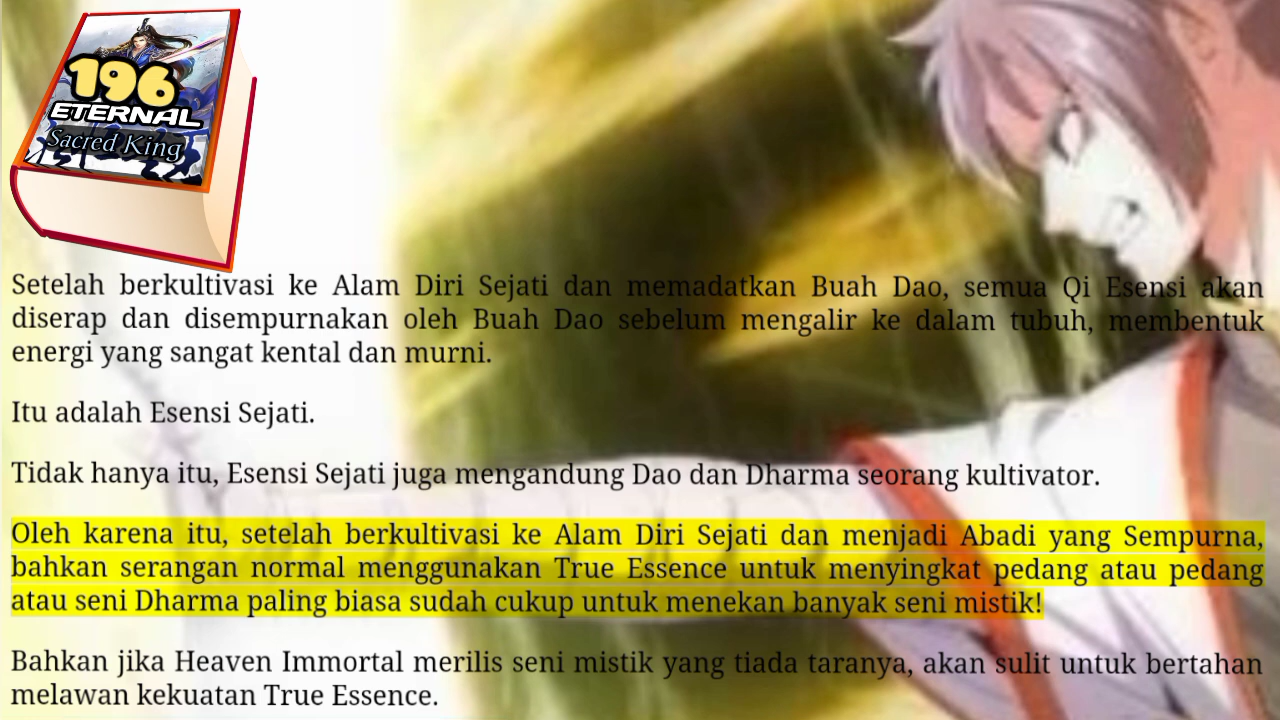 196
ETERNAL
Sacred King
Setelah berkultivasi ke Alam Diri Sejati dan memadatkan Buah Dao, semua Qi Esensi akan
diserap dan disempurnakan oleh Buah Dao sebelum mengalir ke dalam tubuh, membentuk
energi yang sangat kental dan murni.
Itu adalah Esensi Sejati.
Tidak hanya itu, Esensi Sejati juga mengandung Dao dan Dharma seorang kultivator.
Oleh karena itu, setelah berkultivasi ke Alam Diri Sejati dan menjadi Abadi yang Sempurna,
bahkan serangan normal menggunakan True Essence untuk menyingkat pedang atau pedang
atau seni Dharma paling biasa sudah cukup untuk menekan banyak seni mistik!
Bahkan jika Heaven Immortal merilis seni mistik yang tiada taranya, akan sulit untuk bertahan
melawan kekuatan True Essence.